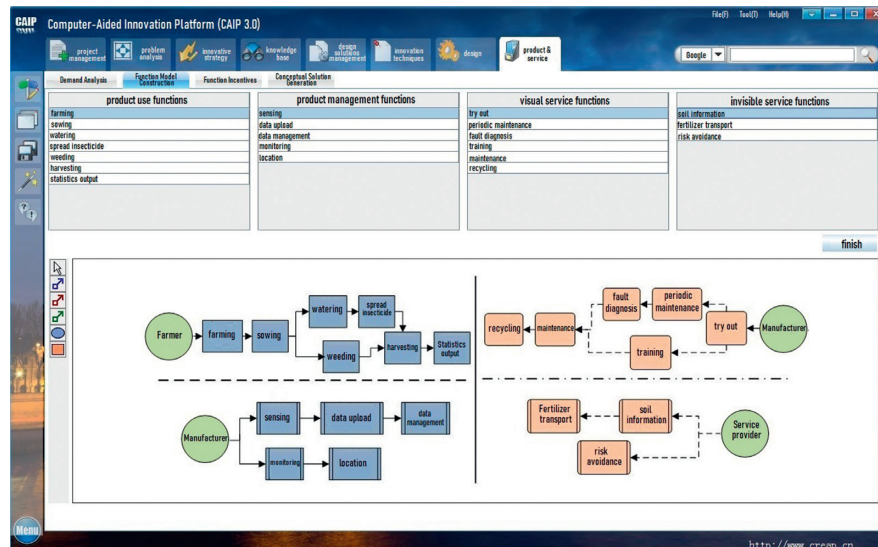 CAIP
Computer-Aided Innovation Platform (CAIP 3.0)
File(F) Tool(T) Help(H)
project
management
problem
analysis
innovative
strategy
knowledge
base
design
solutions
management
innovation
techniques
design
product &
service
Google
Demand Analysis
Function Model
Construction
Function Incentives
Conceptual Solution
Generation
product use functions
farming
sowing
watering
spread insecticide
weeding
harvesting
statistics output
product management functions
sensing
data upload
data management
monitoring
location
visual service functions
try out
periodic maintenance
fault diagnosis
training
maintenance
recycling
invisible service functions
soil information
fertilizer transport
risk avoidance
finish
Farmer
farming
sowing
watering
spread
insecticide
weeding
harvesting
Statistics
output
recycling
maintenance
fault
diagnosis
periodic
maintenance
training
try out
Manufacturer
Manufacturer
sensing
data upload
data
management
monitoring
location
Fertilizer
transport
soil
information
risk
avoidance
Service
provider
Menu
http://www.creap.cn